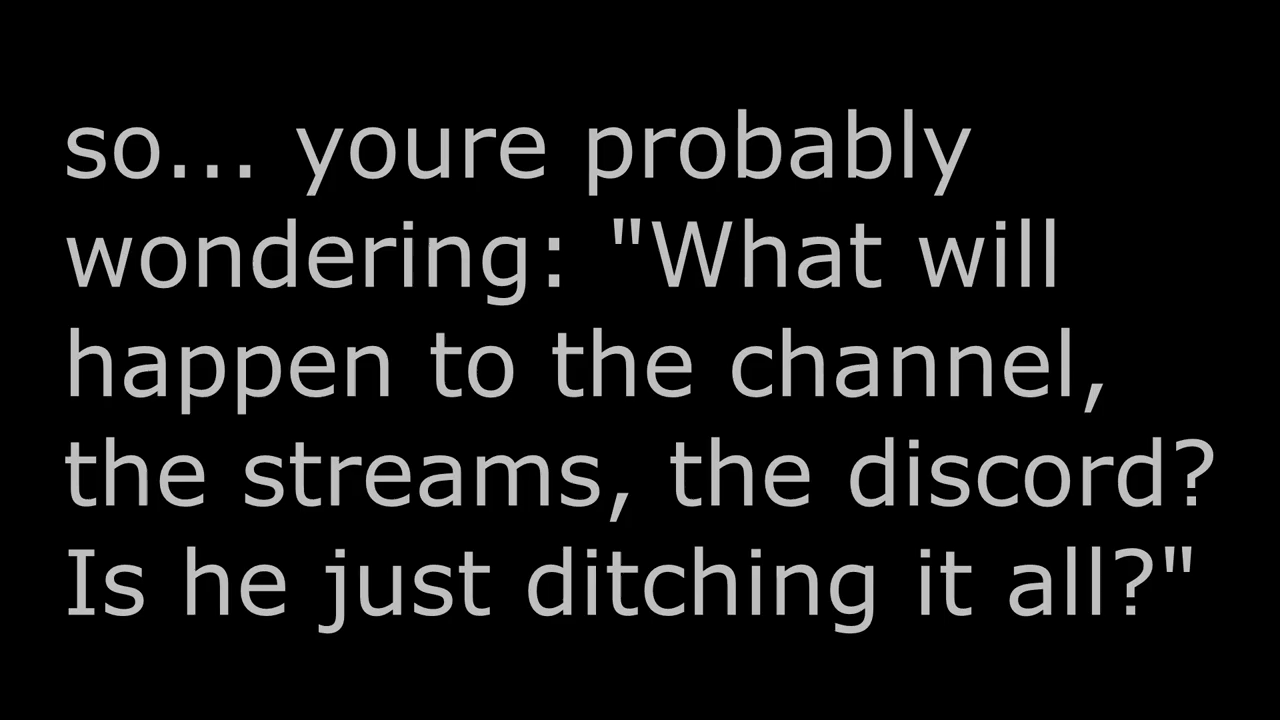 so... youre probably
wondering: "What will
happen to the channel,
the streams, the discord?
Is he just ditching it all?"